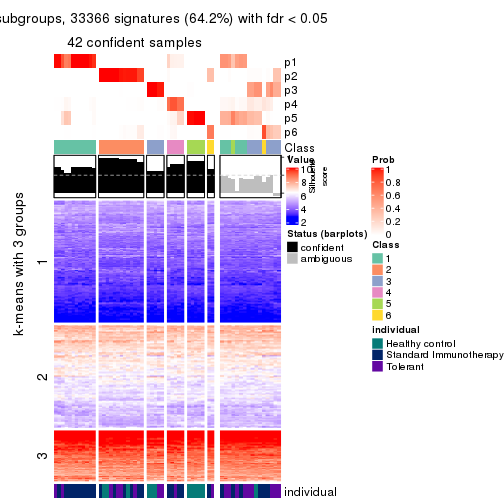 subgroups, 33366 signatures (64.2%) with fdr < 0.05
42 confident samples
p1
p2
p3
p4
p5
p6
Class
Silhouette score
k-means with 3 groups
1
2
3
individual
Value
10
8
6
4
2
Status (barplots)
confident
ambiguous
Prob
1
0.8
0.6
0.4
0.2
0
Class
1
2
3
4
5
6
individual
Healthy control
Standard Immunotherapy
Tolerant